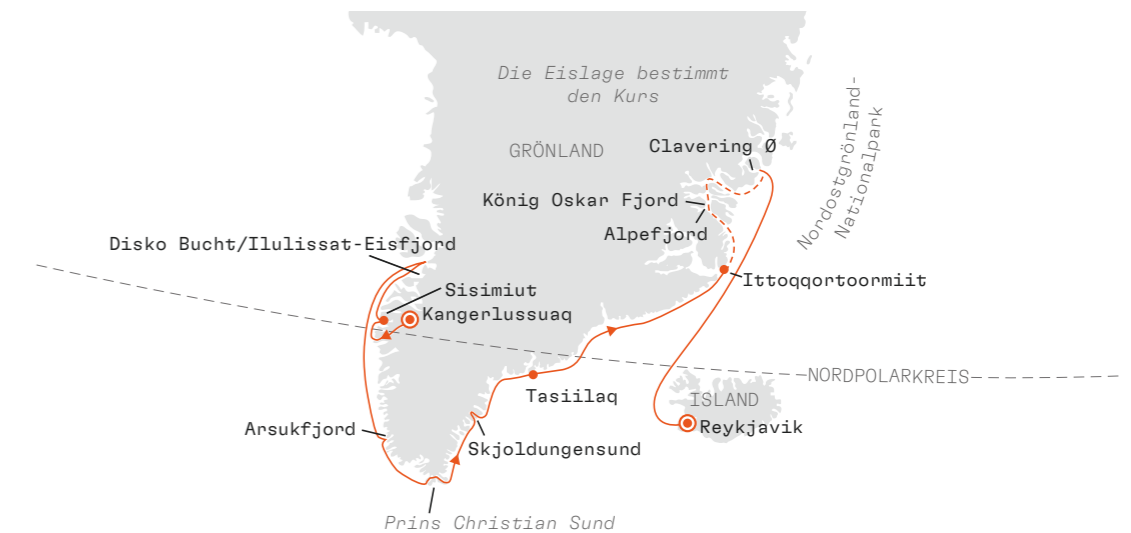 Die Eislage bestimmt
den Kurs
Nordostgrönland-
Nationalpark
GRÖNLAND
Clavering Ø
König Oskar Fjord
Alpefjord
Disko Bucht/Ilulissat-Eisfjord
Ittoqqortoormiit
Sisimiut
Kangerlussuaq
NORDPOLARKREIS
Tasiilaq
ISLAND
Reykjavik
Arsukfjord
Skjoldungensund
Prins Christian Sund